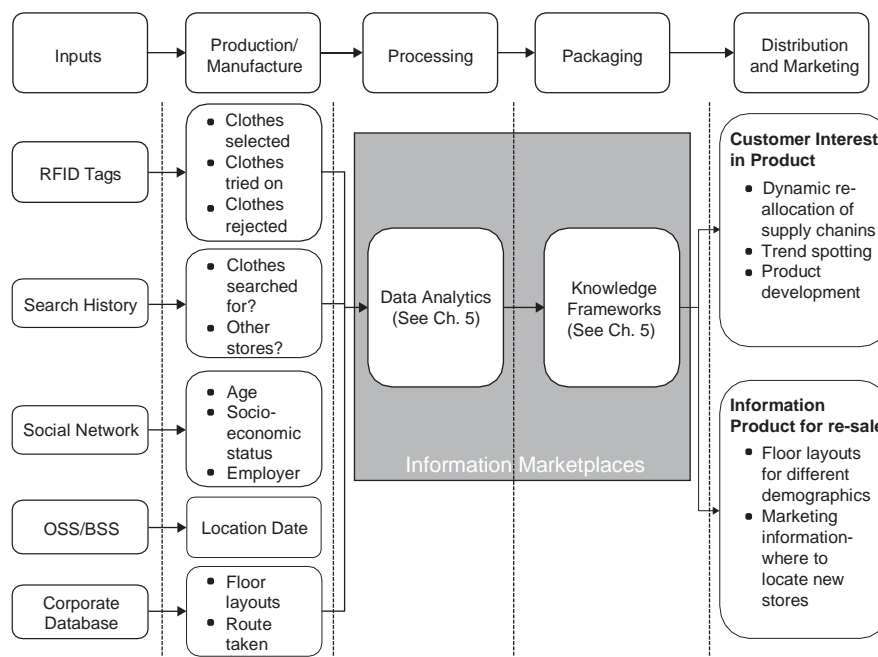 Inputs
Production/
Manufacture
Processing
Packaging
Distribution
and Marketing
RFID Tags
• Clothes
selected
• Clothes
tried on
• Clothes
rejected
Search History
• Clothes
searched
for?
• Other
stores?
Social Network
• Age
• Socio-
economic
status
• Employer
OSS/BSS
Location Date
Corporate
Database
• Floor
layouts
• Route
taken
Data Analytics
(See Ch. 5)
Knowledge
Frameworks
(See Ch. 5)
Information Marketplaces
Customer Interest
in Product
• Dynamic re-
allocation of
supply chanins
• Trend spotting
• Product
development
Information
Product for re-sale
• Floor layouts
for different
demographics
• Marketing
information-
where to
locate new
stores